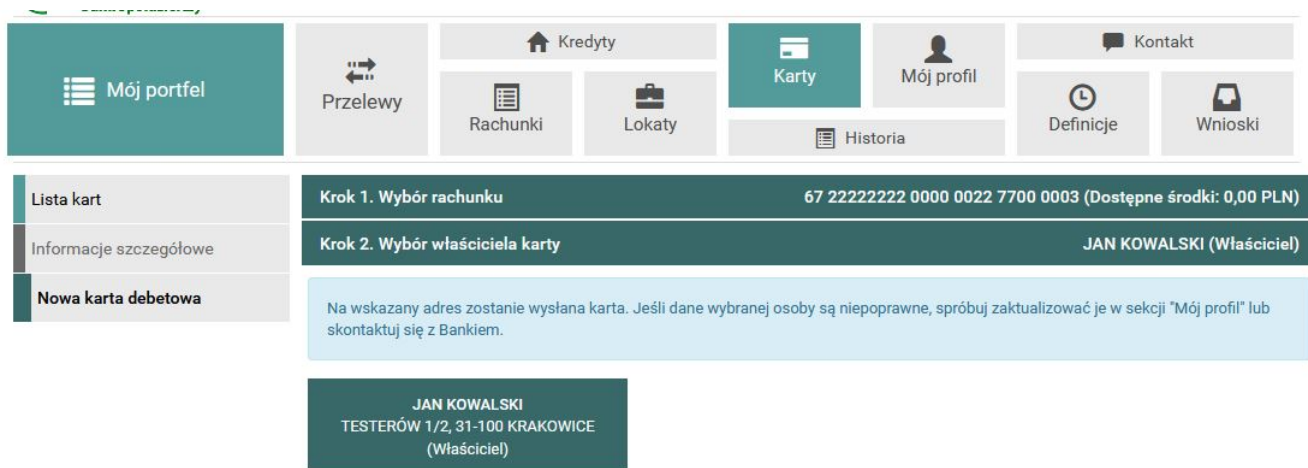 Mój portfel
Przelewy
Kredyty
Rachunki
Lokaty
Karty
Mój profil
Historia
Kontakt
Definicje
Wnioski
Lista kart
Informacje szczegółowe
Nowa karta debetowa
Krok 1. Wybór rachunku 67 22222222 0000 0022 7700 0003 (Dostępne środki: 0,00 PLN)
Krok 2. Wybór właściciela karty JAN KOWALSKI (Właściciel)
Na wskazany adres zostanie wysłana karta. Jeśli dane wybranej osoby są niepoprawne, spróbuj zaktualizować je w sekcji "Mój profil" lub
skontaktuj się z Bankiem.
JAN KOWALSKI
TESTERÓW 1/2, 31-100 KRAKOWICE
(Właściciel)